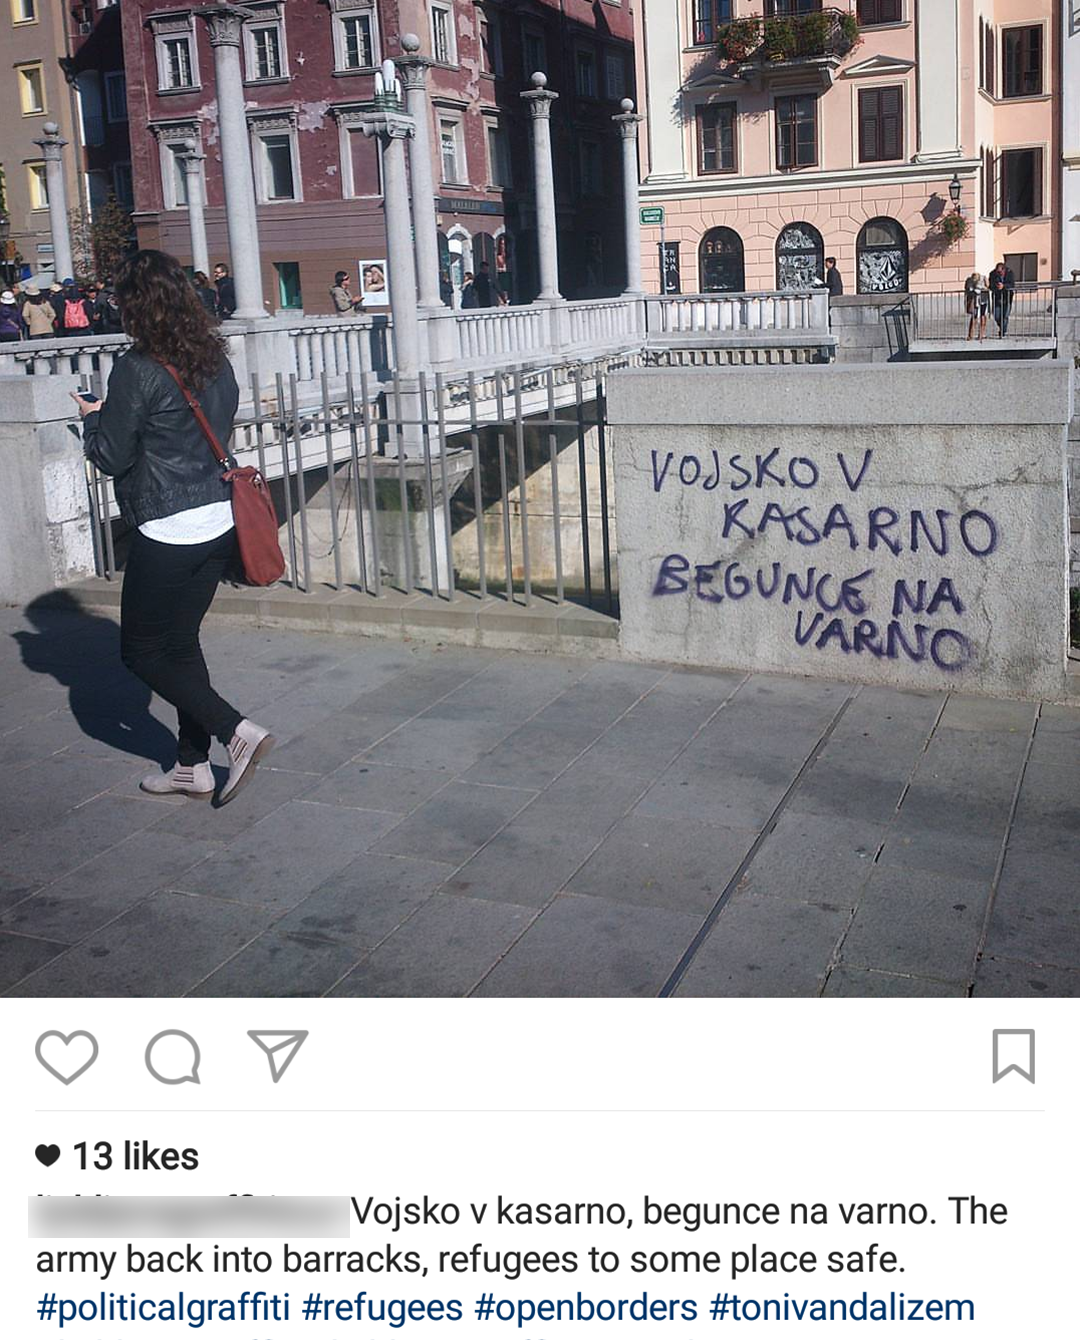 VOJSKO V
KASARNO
BEGUNCE NA
VARNO
13 likes
Vojsko v kasarno, begunce na varno. The
army back into barracks, refugees to some place safe.
#politicalgraffiti #refugees #openborders #tonivandalizem